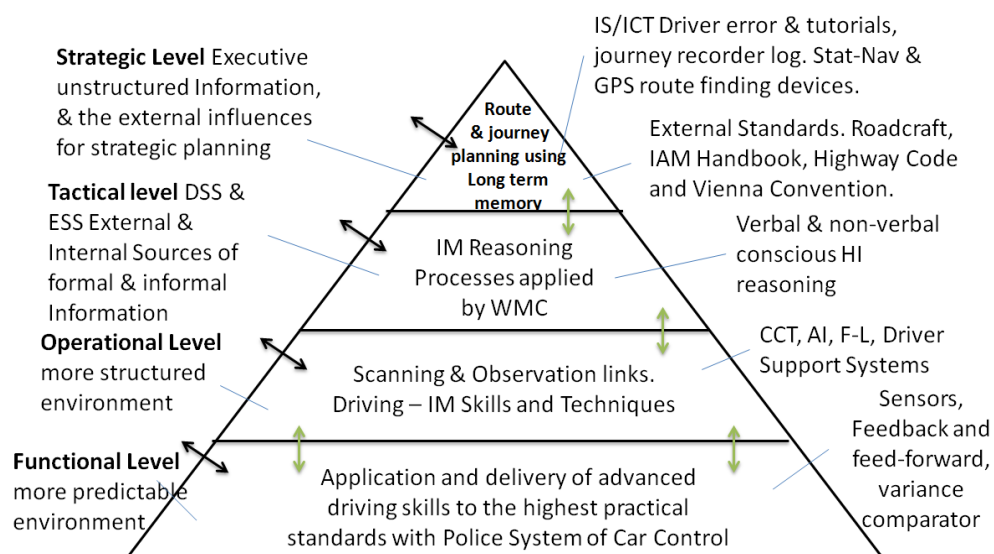 Strategic Level Executive
unstructured Information,
& the external influences
for strategic planning
IS/ICT Driver error & tutorials,
journey recorder log. Stat-Nav &
GPS route finding devices.
Route
& journey
planning using
Long term
memory
External Standards. Roadcraft,
IAM Handbook, Highway Code
and Vienna Convention.
Tactical level DSS &
ESS External &
Internal Sources of
formal & informal
Information
IM Reasoning
Processes applied
by WMC
Verbal & non-verbal
conscious HI
reasoning
Operational Level
more structured
environment
Scanning & Observation links.
Driving – IM Skills and Techniques
CCT, AI, F-L, Driver
Support Systems
Functional Level
more predictable
environment
Application and delivery of advanced
driving skills to the highest practical
standards with Police System of Car Control
Sensors,
Feedback and
feed-forward,
variance
comparator